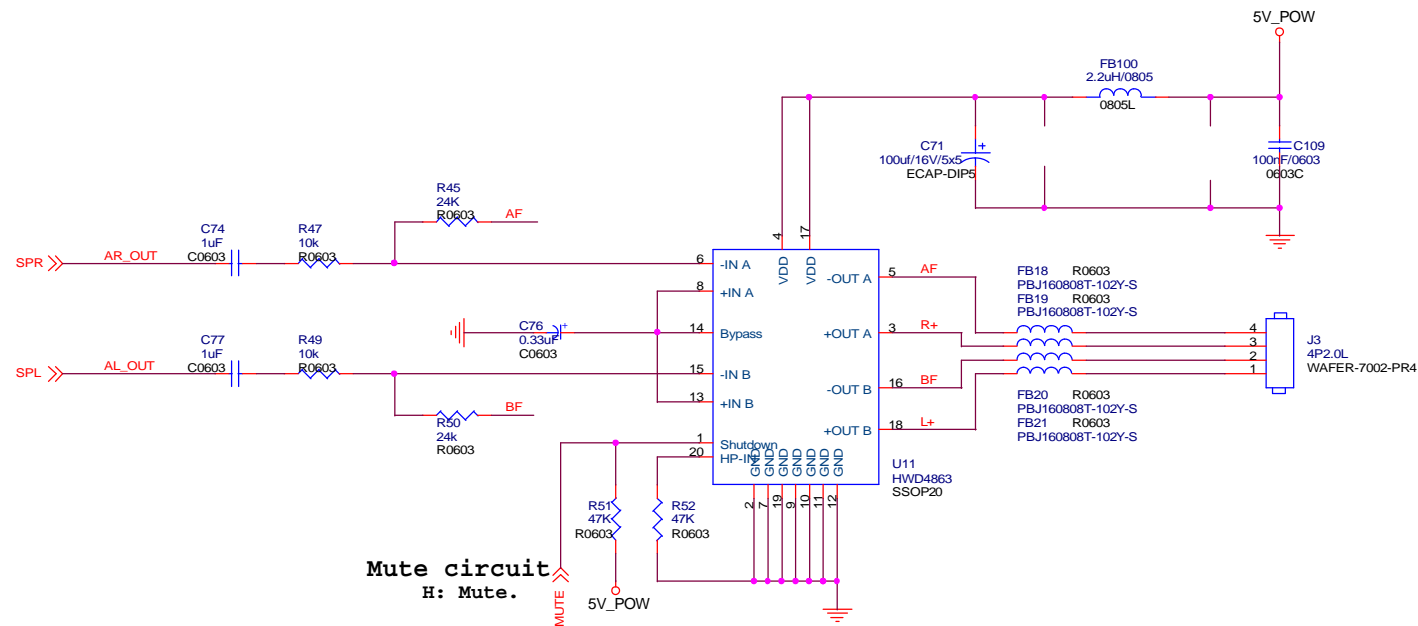 5V_POW
FB100
2.2uH/0805
0805L
C71
100uf/16V/5x5
ECAP-DIP5
C109
100nF/0603
0603C
R45
24K
R0603
AF
C74
1uF
C0603
R47
10k
R0603
SPR
AR_OUT
C76
0.33uF
C0603
C77
1uF
C0603
R49
10k
R0603
SPL
AL_OUT
BF
R50
24k
R0603
4
17
VDD
VDD
6
-IN A
8
+IN A
14
Bypass
15
-IN B
13
+IN B
1
Shutdown
20
HP-IN
-OUT A
5
AF
+OUT A
3
R+
-OUT B
16
BF
+OUT B
18
L+
GND
GND
GND
GND
GND
GND
GND
2
7
19
9
10
11
12
U11
HWD4863
SSOP20
FB18 R0603
PBJ160808T-102Y-S
FB19 R0603
PBJ160808T-102Y-S
FB20 R0603
PBJ160808T-102Y-S
FB21 R0603
PBJ160808T-102Y-S
4
3
2
1
J3
4P2.0L
WAFER-7002-PR4
R51
47K
R0603
R52
47K
R0603
Mute circuit
H: Mute.
MUTE
5V_POW